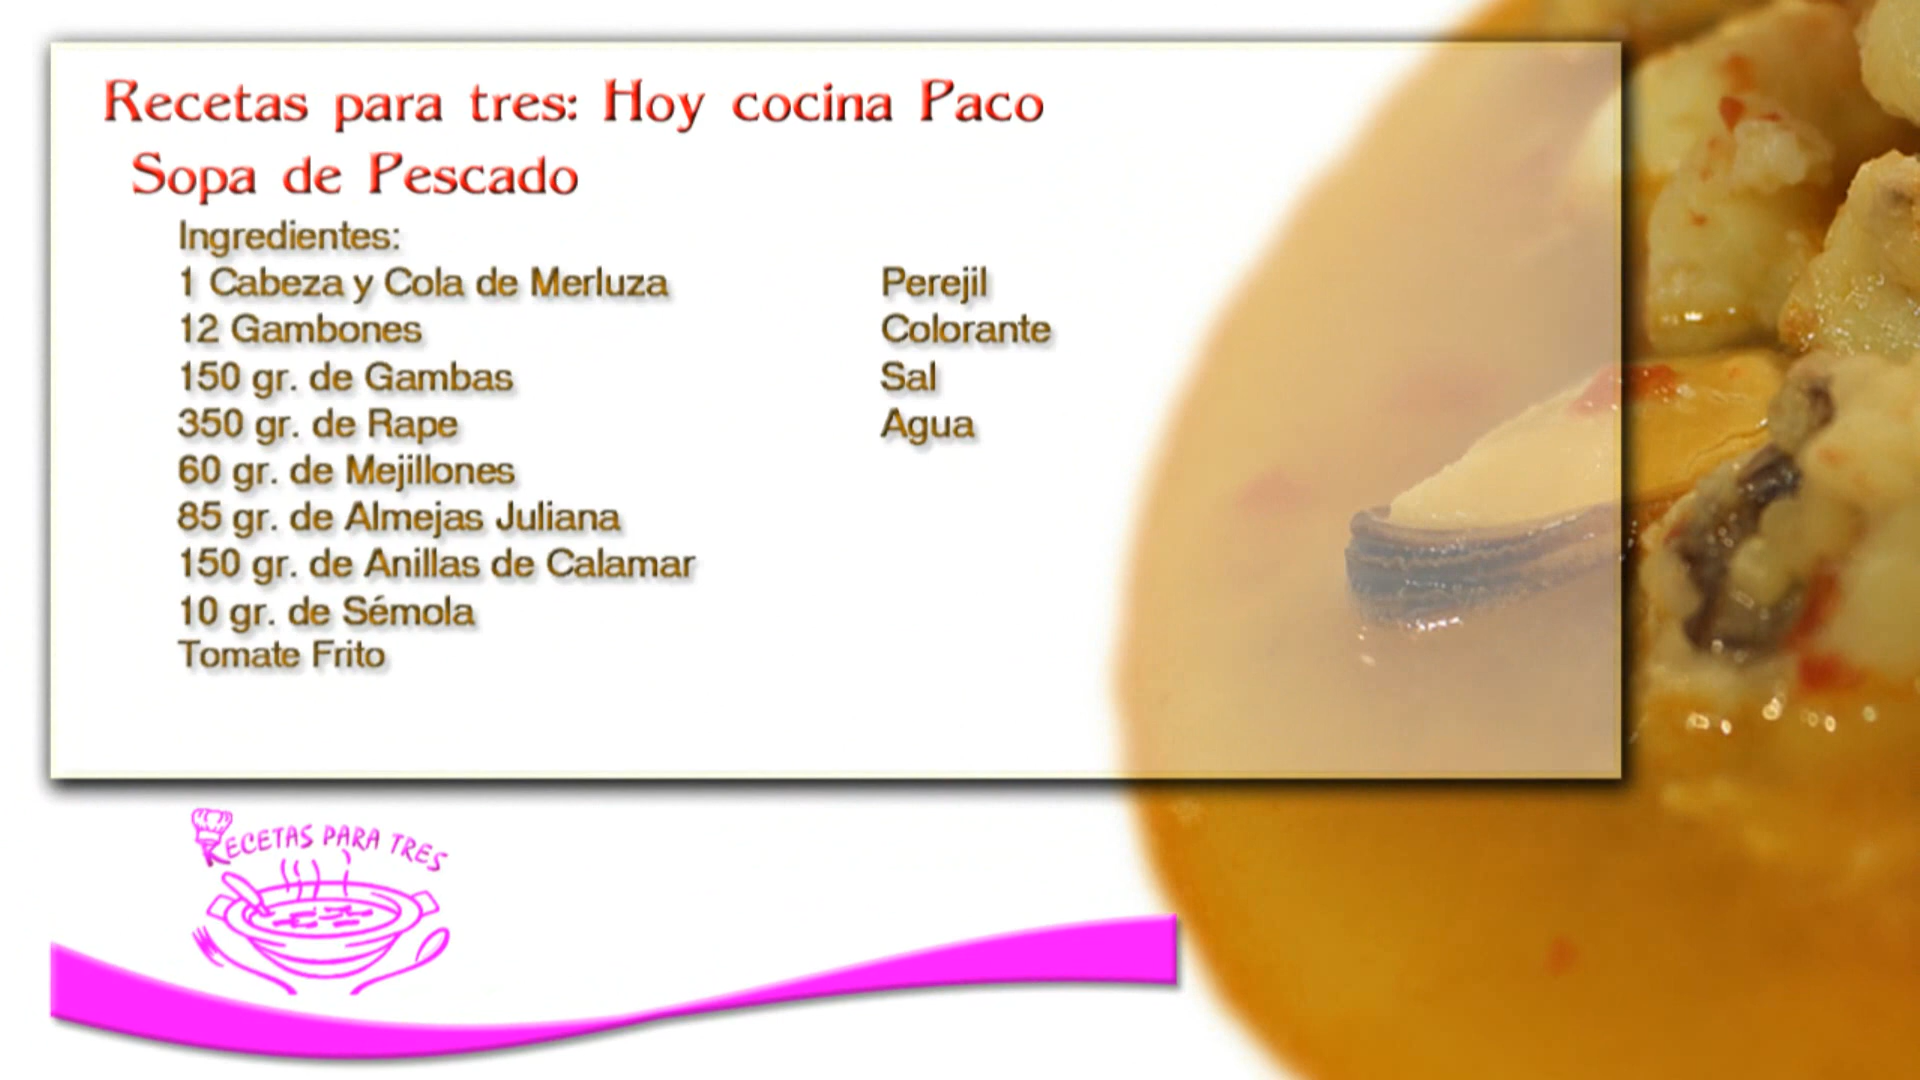 Recetas para tres: Hoy cocina Paco
Sopa de Pescado
Ingredientes:
1 Cabeza y Cola de Merluza
12 Gambones
150 gr. de Gambas
350 gr. de Rape
60 gr. de Mejillones
85 gr. de Almejas Juliana
150 gr. de Anillas de Calamar
10 gr. de Sémola
Tomate Frito
Perejil
Colorante
Sal
Agua
RECETAS PARA TRES